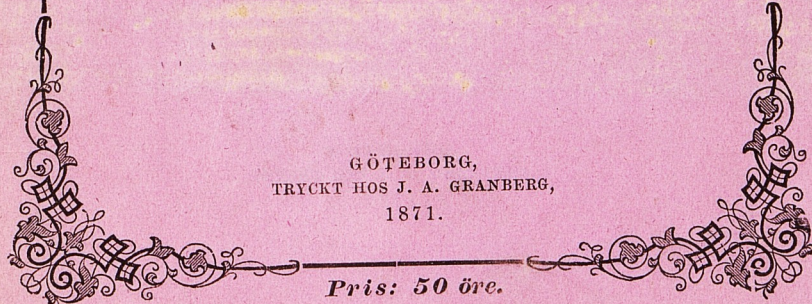 GÖTEBORG,
TRYCKT HOS J. A. GRANBERG,
1871.
Pris: 50 öre.